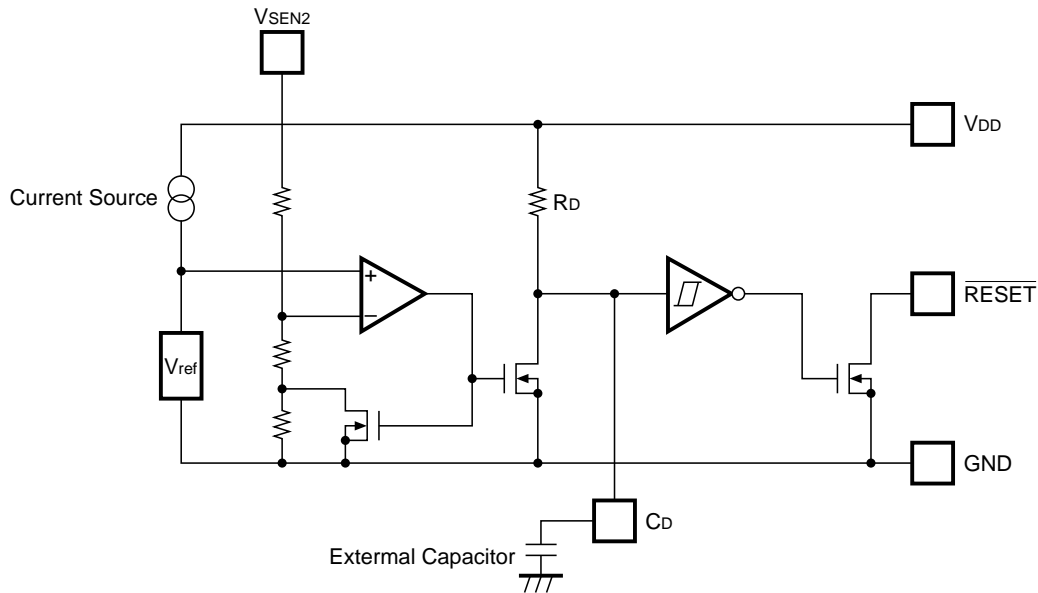 VSEN2
VDD
Current Source
RD
+
−
Vref
RESET
GND
CD
Extermal Capacitor